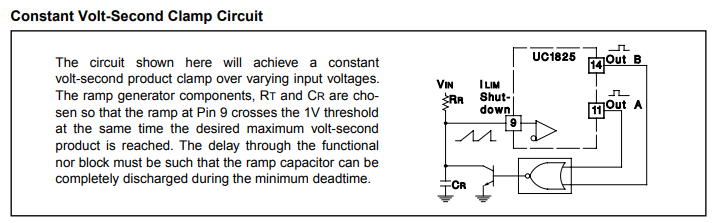 Constant Volt-Second Clamp Circuit
The circuit shown here will achieve a constant
volt-second product clamp over varying input voltages.
The ramp generator components, RT and CR are cho-
sen so that the ramp at Pin 9 crosses the 1V threshold
at the same time the desired maximum volt-second
product is reached. The delay through the functional
nor block must be such that the ramp capacitor can be
completely discharged during the minimum deadtime.
UC1825
14 Out B
VIN ILIM
RR Shut-
down
11 Out A
9
CR